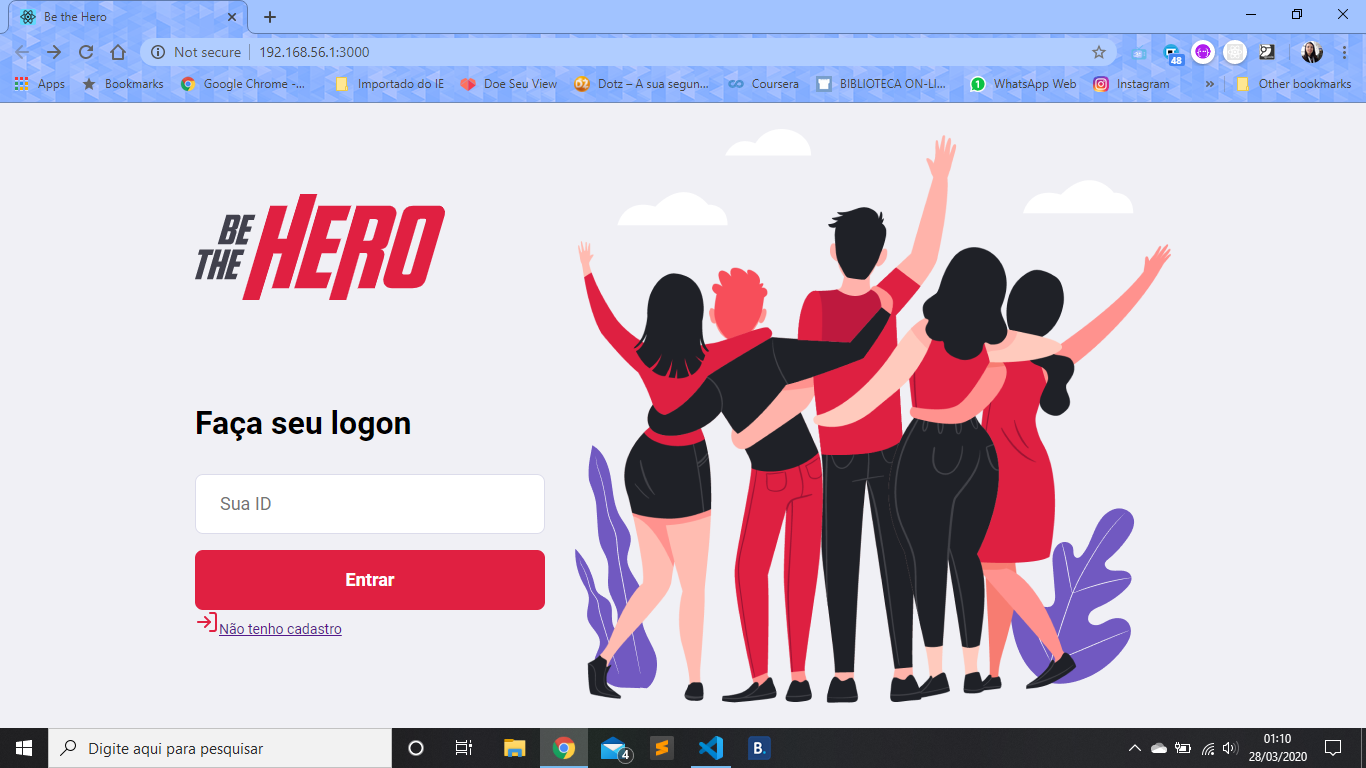 Be the Hero
Not secure
192.168.56.1:3000
48
Apps
Bookmarks
Google Chrome -...
Importado do IE
Doe Seu View
D2
Dotz – A sua segun...
Coursera
BIBLIOTECA ON-LI...
1
WhatsApp Web
Instagram
»
Other bookmarks
BE
THE
HERO
Faça seu logon
Sua ID
Entrar
Não tenho cadastro
Digite aqui para pesquisar
4
B.
01:10
28/03/2020